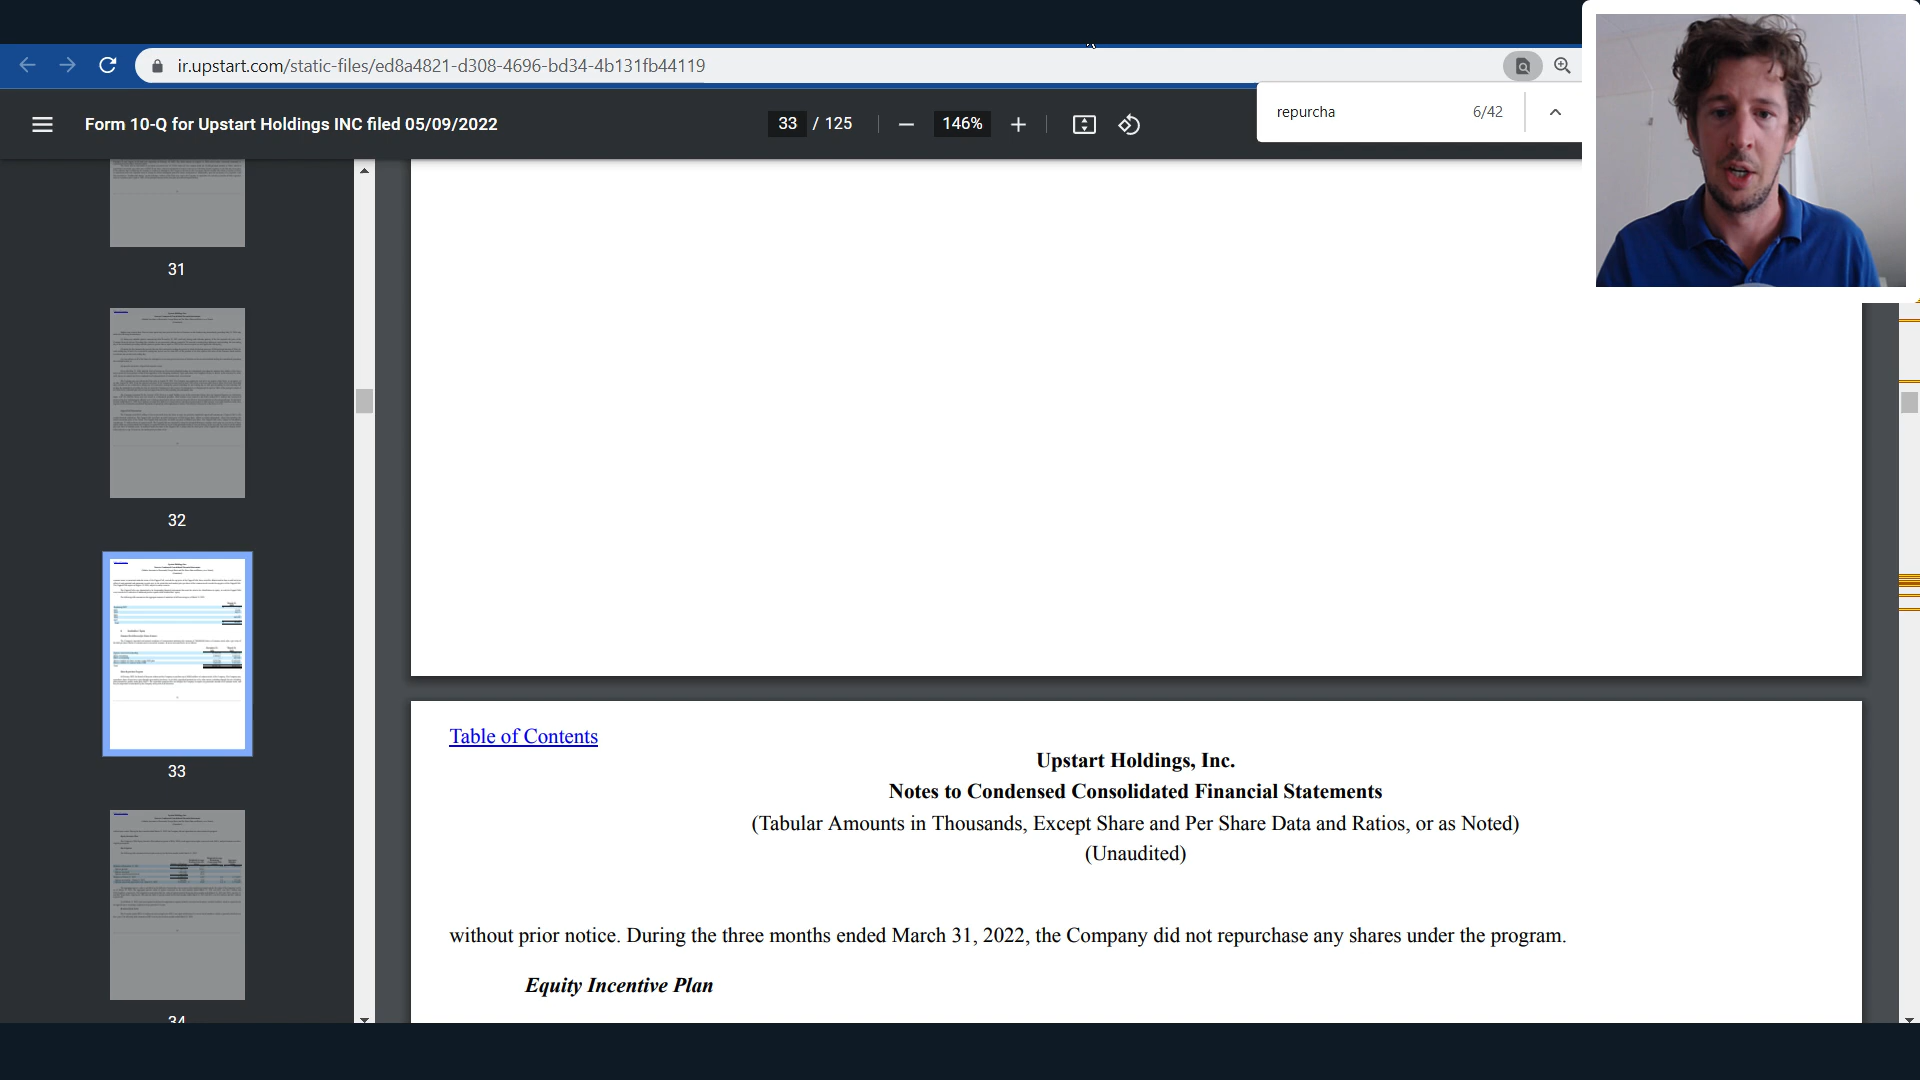 ir.upstart.com/static-files/ed8a4821-d308-4696-bd34-4b131fb44119
repurcha 6/42
Form 10-Q for Upstart Holdings INC filed 05/09/2022 33 / 125 146%
31
32
33
34
Table of Contents
Upstart Holdings, Inc.
Notes to Condensed Consolidated Financial Statements
(Tabular Amounts in Thousands, Except Share and Per Share Data and Ratios, or as Noted)
(Unaudited)
without prior notice. During the three months ended March 31, 2022, the Company did not repurchase any shares under the program.
Equity Incentive Plan